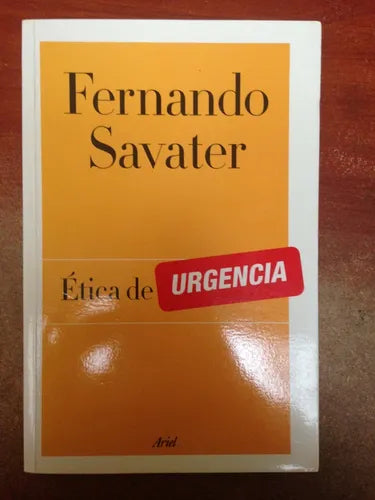 Fernando
Savater
Ética de URGENCIA
Ariel